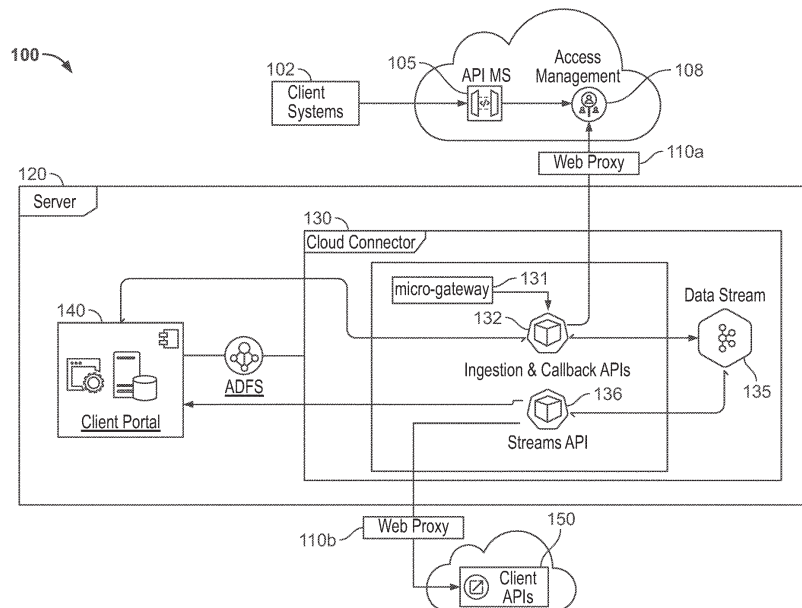 100
102
Client
Systems
105
API MS
Access
Management
108
Web Proxy
110a
120
Server
130
Cloud Connector
micro-gateway
131
132
Ingestion & Callback APIs
Data Stream
135
140
Client Portal
ADFS
136
Streams API
Web Proxy
110b
150
Client
APIs